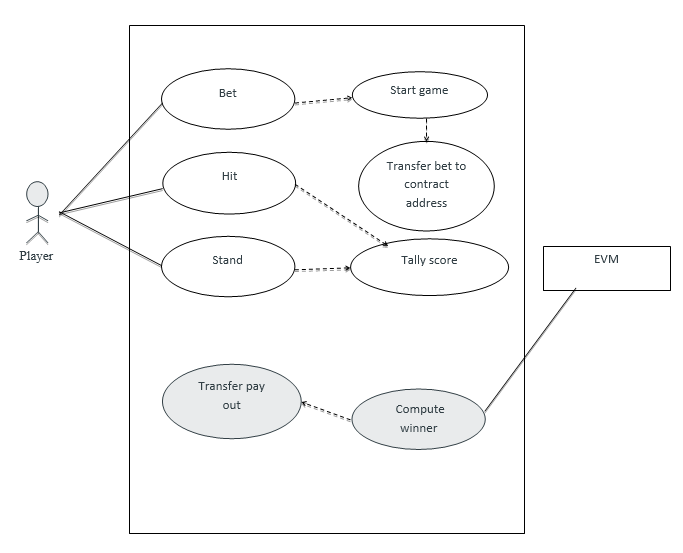 Bet
Start game
Transfer bet to
contract
address
Hit
Player
Stand
Tally score
EVM
Transfer pay
out
Compute
winner